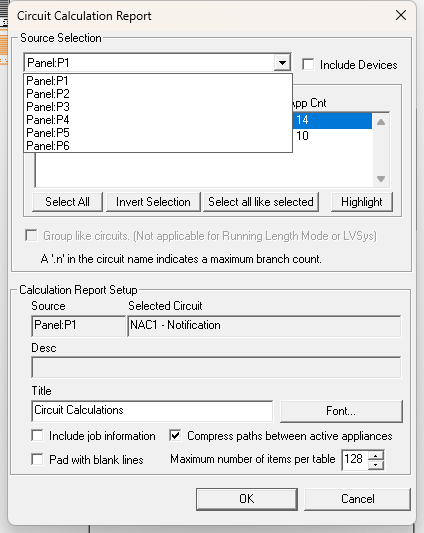 Circuit Calculation Report
Source Selection
Panel:P1
Include Devices
Panel:P1
Panel:P2
Panel:P3
Panel:P4
Panel:P5
Panel:P6
App Cnt
14
10
Select All
Invert Selection
Select all like selected
Highlight
Group like circuits. (Not applicable for Running Length Mode or LVSys)
A '.n' in the circuit name indicates a maximum branch count.
Calculation Report Setup
Source
Selected Circuit
Panel:P1
NAC1 - Notification
Desc
Title
Circuit Calculations
Font...
Include job information
Compress paths between active appliances
Pad with blank lines
Maximum number of items per table
128
OK
Cancel